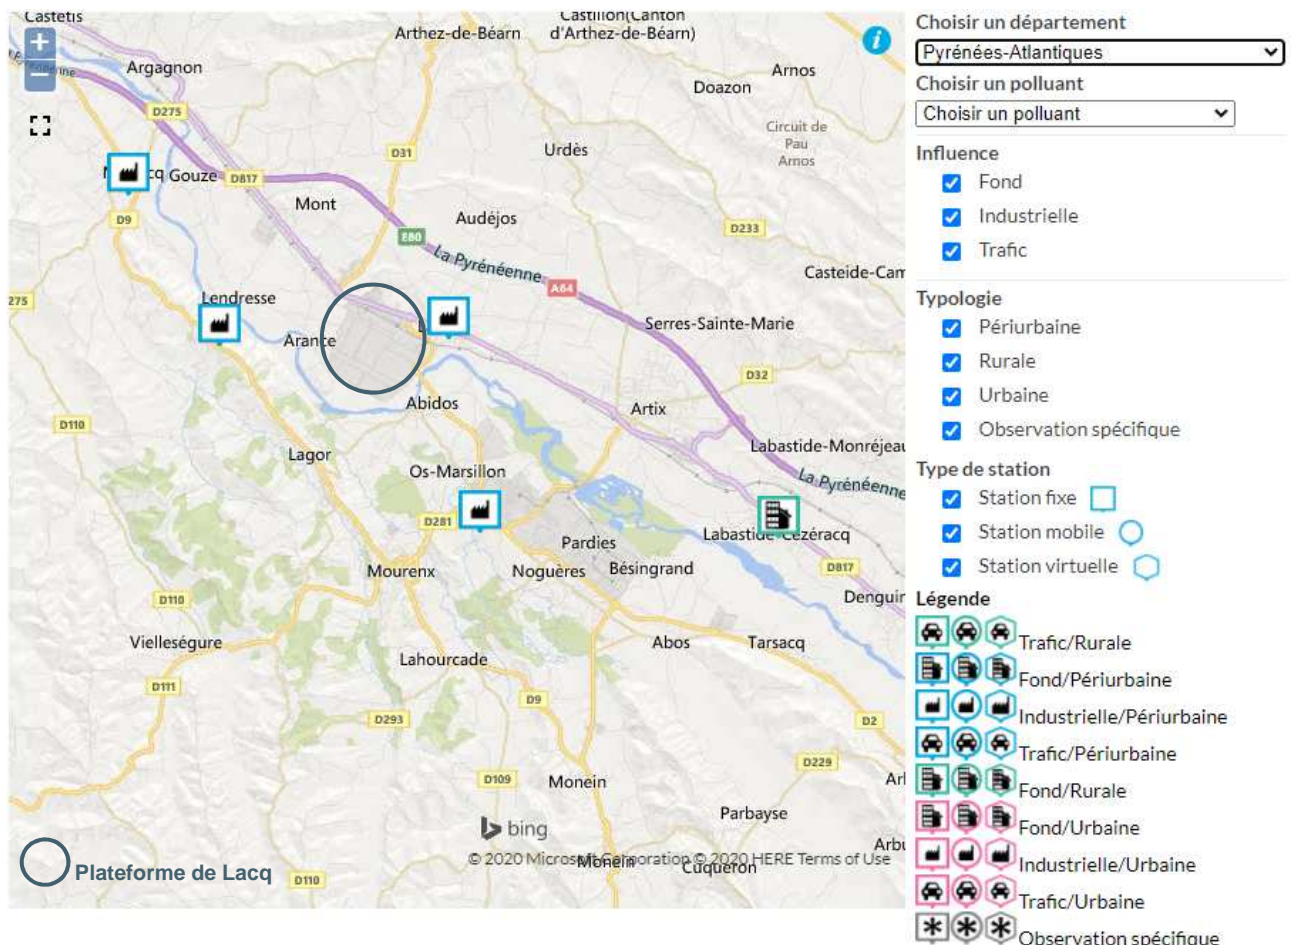 Castetis
Castillon(Canton
d'Arthez-de-Béarn)
Arthez-de-Béarn
Argagnon
Arnos
Doazon
D275
Circuit de
Pau
Arnos
D31
Urdès
Gouze
D817
Mont
D9
Audéjos
D233
E80
La Pyrénéenne
A64
Casteide-Cam
275
Lendresse
Serres-Sainte-Marie
Arance
D32
Abidos
Artix
D110
Labastide-Monréjeau
Lagor
La Pyrénéenne
Os-Marsillon
D281
Labastide-Cézéracq
Pardies
Mourenx
Noguères
Bésingrand
D817
D110
Denguin
Vielleségure
Abos
Tarsacq
Lahourcade
D111
D9
D293
D2
D229
D109
Monein
Parbayse
bing
© 2020 Microsoft Corporation © 2020 HERE Terms of Use
Monein
Cuqueron
Plateforme de Lacq
D110
Choisir un département
Pyrénées-Atlantiques
Choisir un polluant
Choisir un polluant
Influence
Fond
Industrielle
Trafic
Typologie
Périurbaine
Rurale
Urbaine
Observation spécifique
Type de station
Station fixe
Station mobile
Station virtuelle
Légende
Trafic/Rurale
Fond/Périurbaine
Industrielle/Périurbaine
Trafic/Périurbaine
Fond/Rurale
Fond/Urbaine
Industrielle/Urbaine
Trafic/Urbaine
Observation spécifique